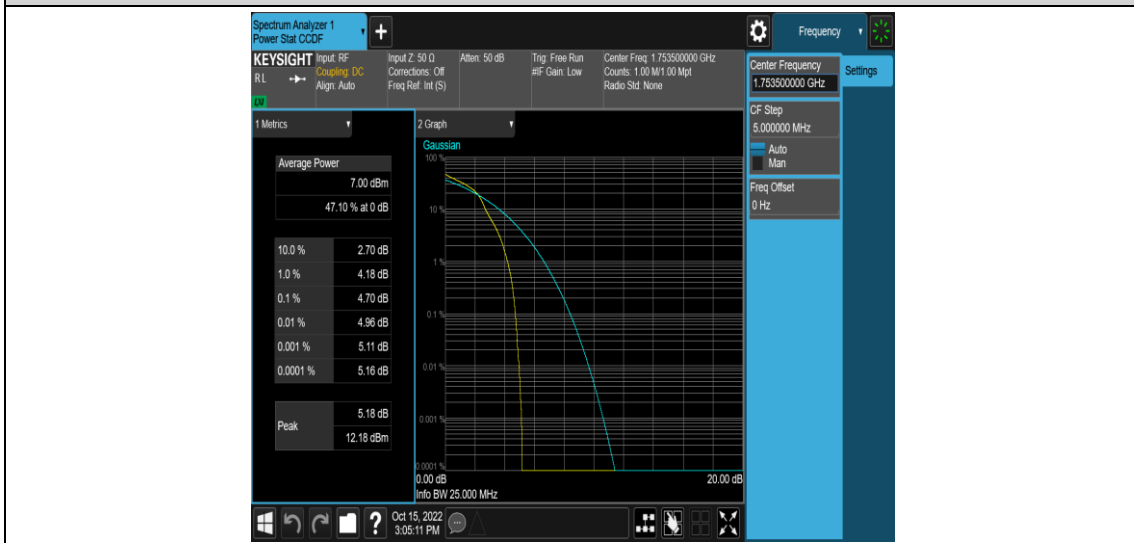 Spectrum Analyzer 1
Power Stat CCDF
+
Frequency
KEYSIGHT
RL
LXI
Input: RF
Coupling: DC
Align: Auto
Input Z: 50 Ω
Corrections: Off
Freq Ref: Int (S)
Atten: 50 dB
Trig: Free Run
#IF Gain: Low
Center Freq: 1.753500000 GHz
Counts: 1.00 M/1.00 Mpt
Radio Std: None
Center Frequency
1.753500000 GHz
Settings
CF Step
5.000000 MHz
Auto
Man
Freq Offset
0 Hz
1 Metrics
Average Power
7.00 dBm
47.10 % at 0 dB
10.0 % 2.70 dB
1.0 % 4.18 dB
0.1 % 4.70 dB
0.01 % 4.96 dB
0.001 % 5.11 dB
0.0001 % 5.16 dB
Peak
5.18 dB
12.18 dBm
2 Graph
Gaussian
100 %
10 %
1 %
0.1 %
0.01 %
0.001 %
0.0001 %
0.00 dB 20.00 dB
Info BW 25.000 MHz
?
Oct 15, 2022
3:05:11 PM